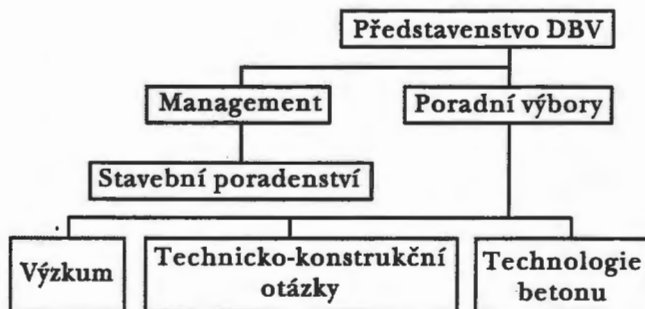 Představenstvo DBV
Management
Poradní výbory
Stavební poradenství
Výzkum
Technicko-konstrukční
otázky
Technologie
betonu